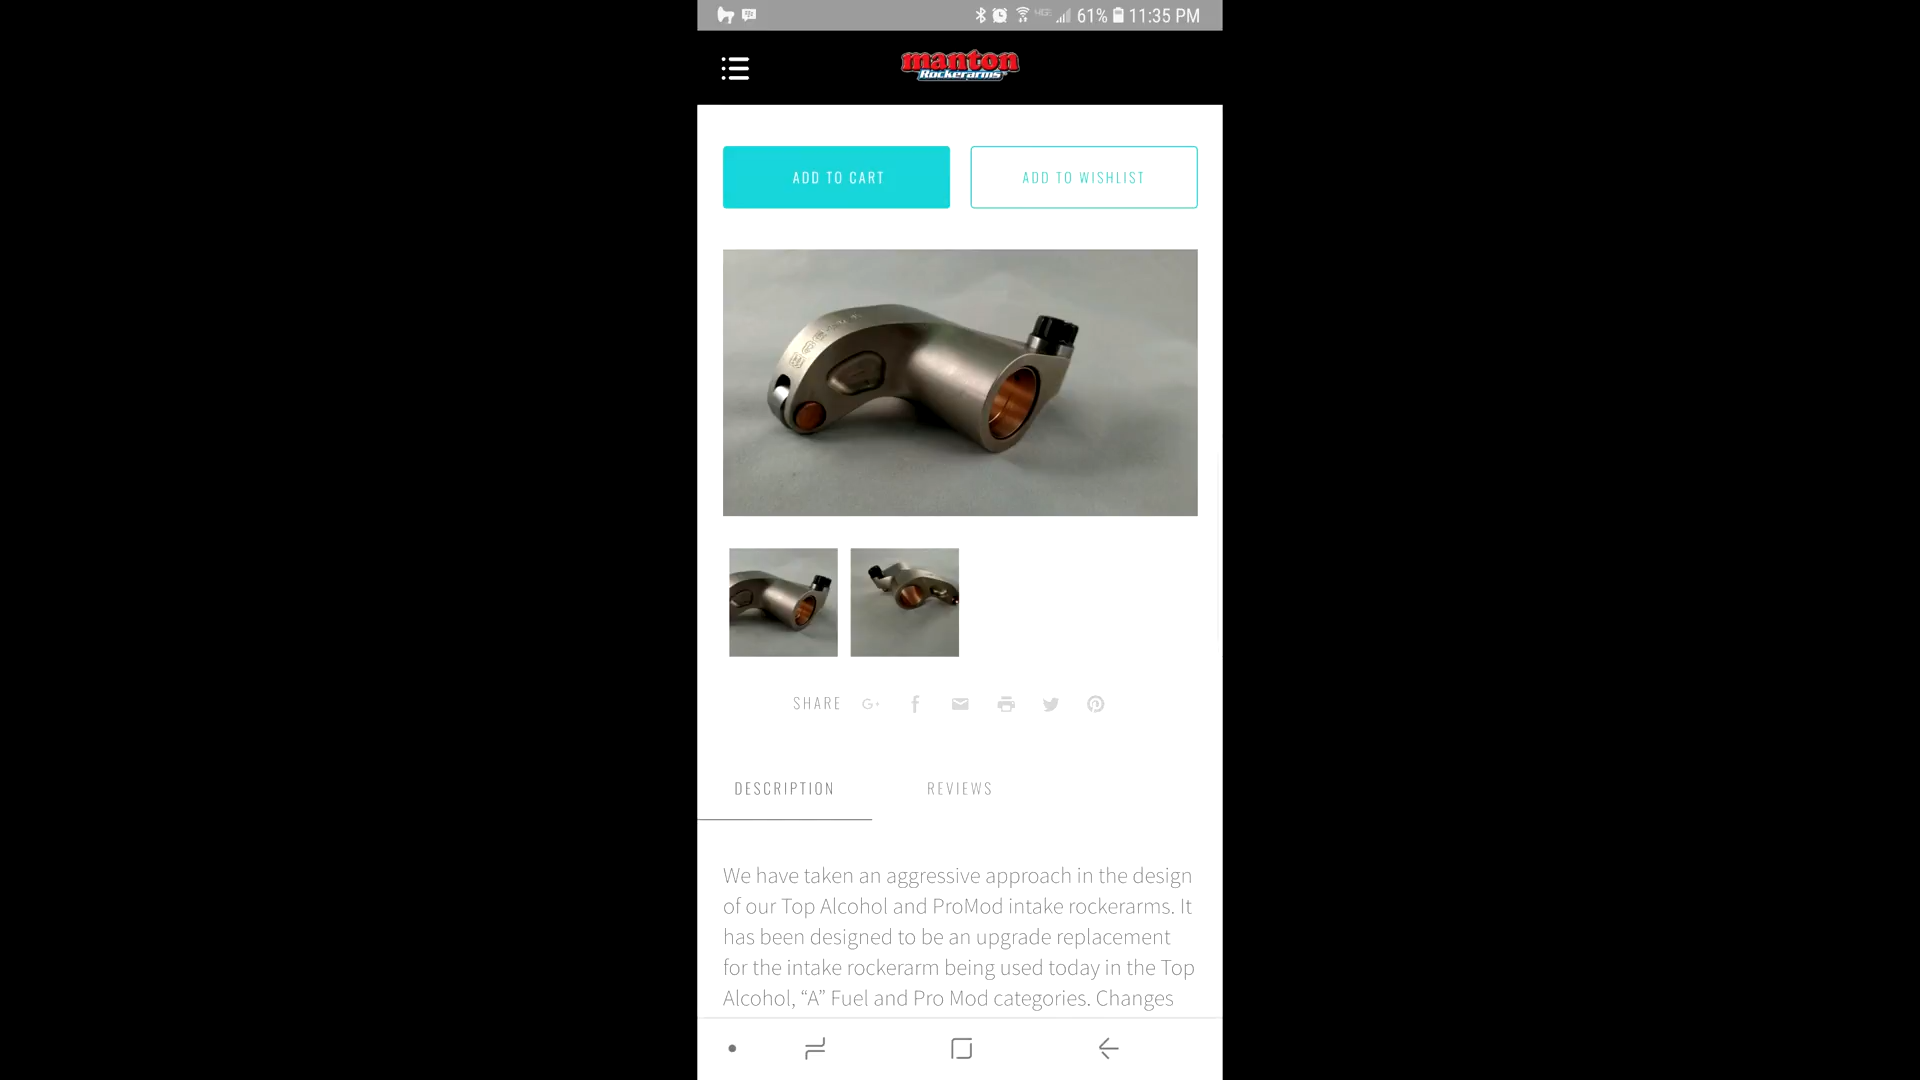 61% 11:35 PM
manton
Rockerarms
ADD TO CART
ADD TO WISHLIST
SHARE
DESCRIPTION
REVIEWS
We have taken an aggressive approach in the design
of our Top Alcohol and ProMod intake rockerarms. It
has been designed to be an upgrade replacement
for the intake rockerarm being used today in the Top
Alcohol, “A” Fuel and Pro Mod categories. Changes